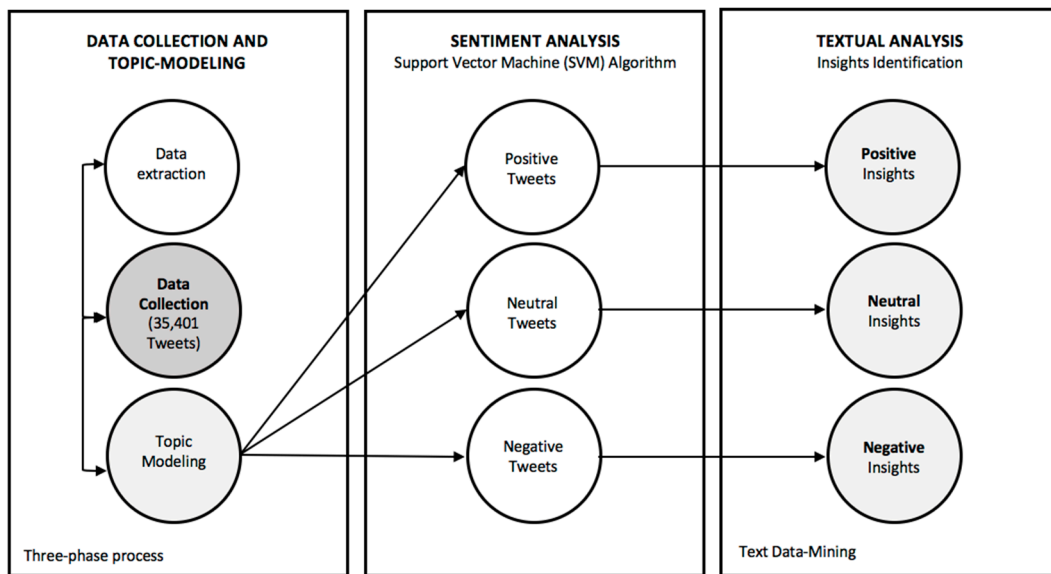 DATA COLLECTION AND
TOPIC-MODELING
Data
extraction
Data
Collection
(35,401
Tweets)
Topic
Modeling
Three-phase process
SENTIMENT ANALYSIS
Support Vector Machine (SVM) Algorithm
Positive
Tweets
Neutral
Tweets
Negative
Tweets
TEXTUAL ANALYSIS
Insights Identification
Positive
Insights
Neutral
Insights
Negative
Insights
Text Data-Mining